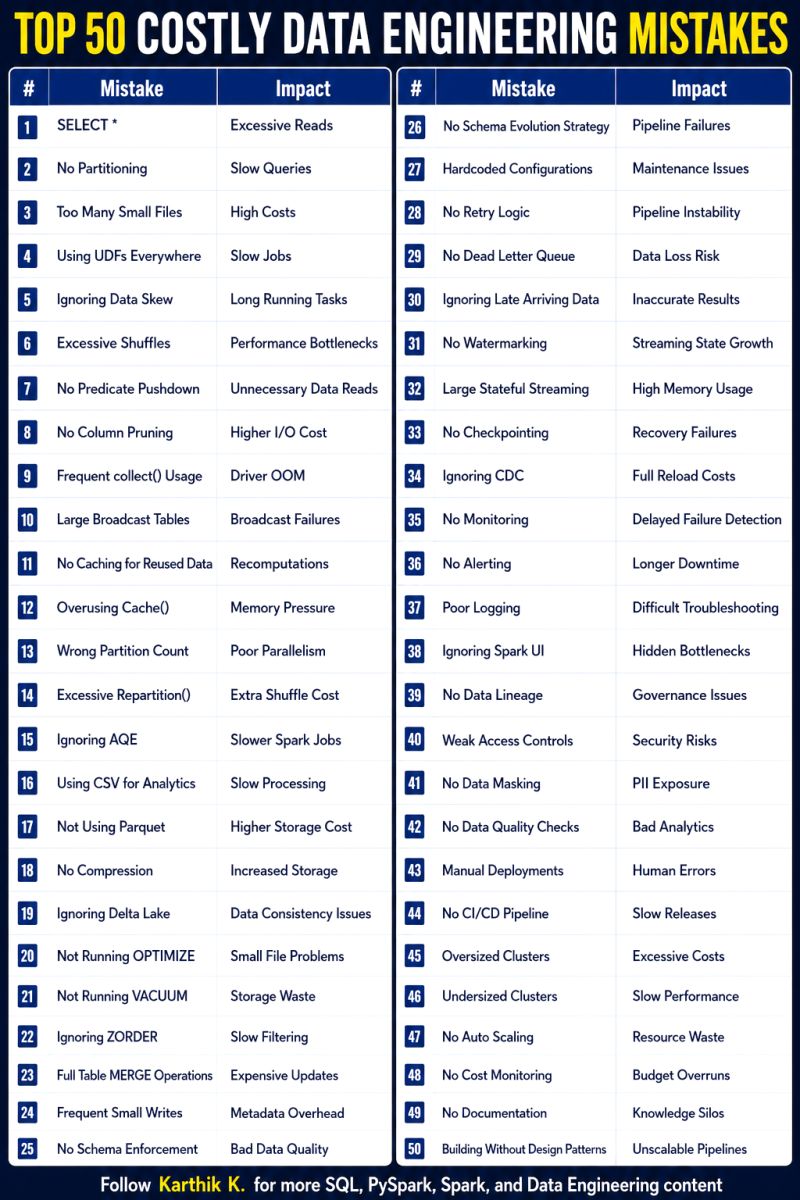 TOP 50 COSTLY DATA ENGINEERING MISTAKES
# Mistake Impact
1 SELECT * Excessive Reads
2 No Partitioning Slow Queries
3 Too Many Small Files High Costs
4 Using UDFs Everywhere Slow Jobs
5 Ignoring Data Skew Long Running Tasks
6 Excessive Shuffles Performance Bottlenecks
7 No Predicate Pushdown Unnecessary Data Reads
8 No Column Pruning Higher I/O Cost
9 Frequent collect() Usage Driver OOM
10 Large Broadcast Tables Broadcast Failures
11 No Caching for Reused Data Recomputations
12 Overusing Cache() Memory Pressure
13 Wrong Partition Count Poor Parallelism
14 Excessive Repartition() Extra Shuffle Cost
15 Ignoring AQE Slower Spark Jobs
16 Using CSV for Analytics Slow Processing
17 Not Using Parquet Higher Storage Cost
18 No Compression Increased Storage
19 Ignoring Delta Lake Data Consistency Issues
20 Not Running OPTIMIZE Small File Problems
21 Not Running VACUUM Storage Waste
22 Ignoring ZORDER Slow Filtering
23 Full Table MERGE Operations Expensive Updates
24 Frequent Small Writes Metadata Overhead
25 No Schema Enforcement Bad Data Quality
# Mistake Impact
26 No Schema Evolution Strategy Pipeline Failures
27 Hardcoded Configurations Maintenance Issues
28 No Retry Logic Pipeline Instability
29 No Dead Letter Queue Data Loss Risk
30 Ignoring Late Arriving Data Inaccurate Results
31 No Watermarking Streaming State Growth
32 Large Stateful Streaming High Memory Usage
33 No Checkpointing Recovery Failures
34 Ignoring CDC Full Reload Costs
35 No Monitoring Delayed Failure Detection
36 No Alerting Longer Downtime
37 Poor Logging Difficult Troubleshooting
38 Ignoring Spark UI Hidden Bottlenecks
39 No Data Lineage Governance Issues
40 Weak Access Controls Security Risks
41 No Data Masking PII Exposure
42 No Data Quality Checks Bad Analytics
43 Manual Deployments Human Errors
44 No CI/CD Pipeline Slow Releases
45 Oversized Clusters Excessive Costs
46 Undersized Clusters Slow Performance
47 No Auto Scaling Resource Waste
48 No Cost Monitoring Budget Overruns
49 No Documentation Knowledge Silos
50 Building Without Design Patterns Unscalable Pipelines
Follow Karthik K. for more SQL, PySpark, Spark, and Data Engineering content